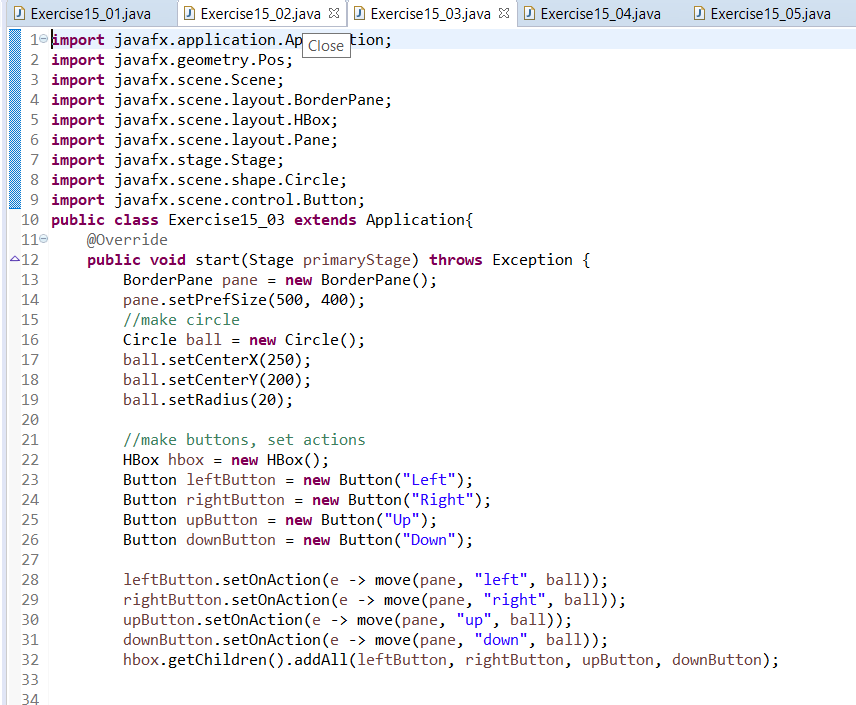 Exercise15_01.java Exercise15_02.java Exercise15_03.java Exercise15_04.java Exercise15_05.java
1 import javafx.application.Ap tion;
Close
2 import javafx.geometry.Pos;
3 import javafx.scene.Scene;
4 import javafx.scene.layout.BorderPane;
5 import javafx.scene.layout.HBox;
6 import javafx.scene.layout.Pane;
7 import javafx.stage.Stage;
8 import javafx.scene.shape.Circle;
9 import javafx.scene.control.Button;
10 public class Exercise15_03 extends Application{
11     @Override
12     public void start(Stage primaryStage) throws Exception {
13         BorderPane pane = new BorderPane();
14         pane.setPrefSize(500, 400);
15         //make circle
16         Circle ball = new Circle();
17         ball.setCenterX(250);
18         ball.setCenterY(200);
19         ball.setRadius(20);
20
21         //make buttons, set actions
22         HBox hbox = new HBox();
23         Button leftButton = new Button("Left");
24         Button rightButton = new Button("Right");
25         Button upButton = new Button("Up");
26         Button downButton = new Button("Down");
27
28         leftButton.setOnAction(e -> move(pane, "left", ball));
29         rightButton.setOnAction(e -> move(pane, "right", ball));
30         upButton.setOnAction(e -> move(pane, "up", ball));
31         downButton.setOnAction(e -> move(pane, "down", ball));
32         hbox.getChildren().addAll(leftButton, rightButton, upButton, downButton);
33
34